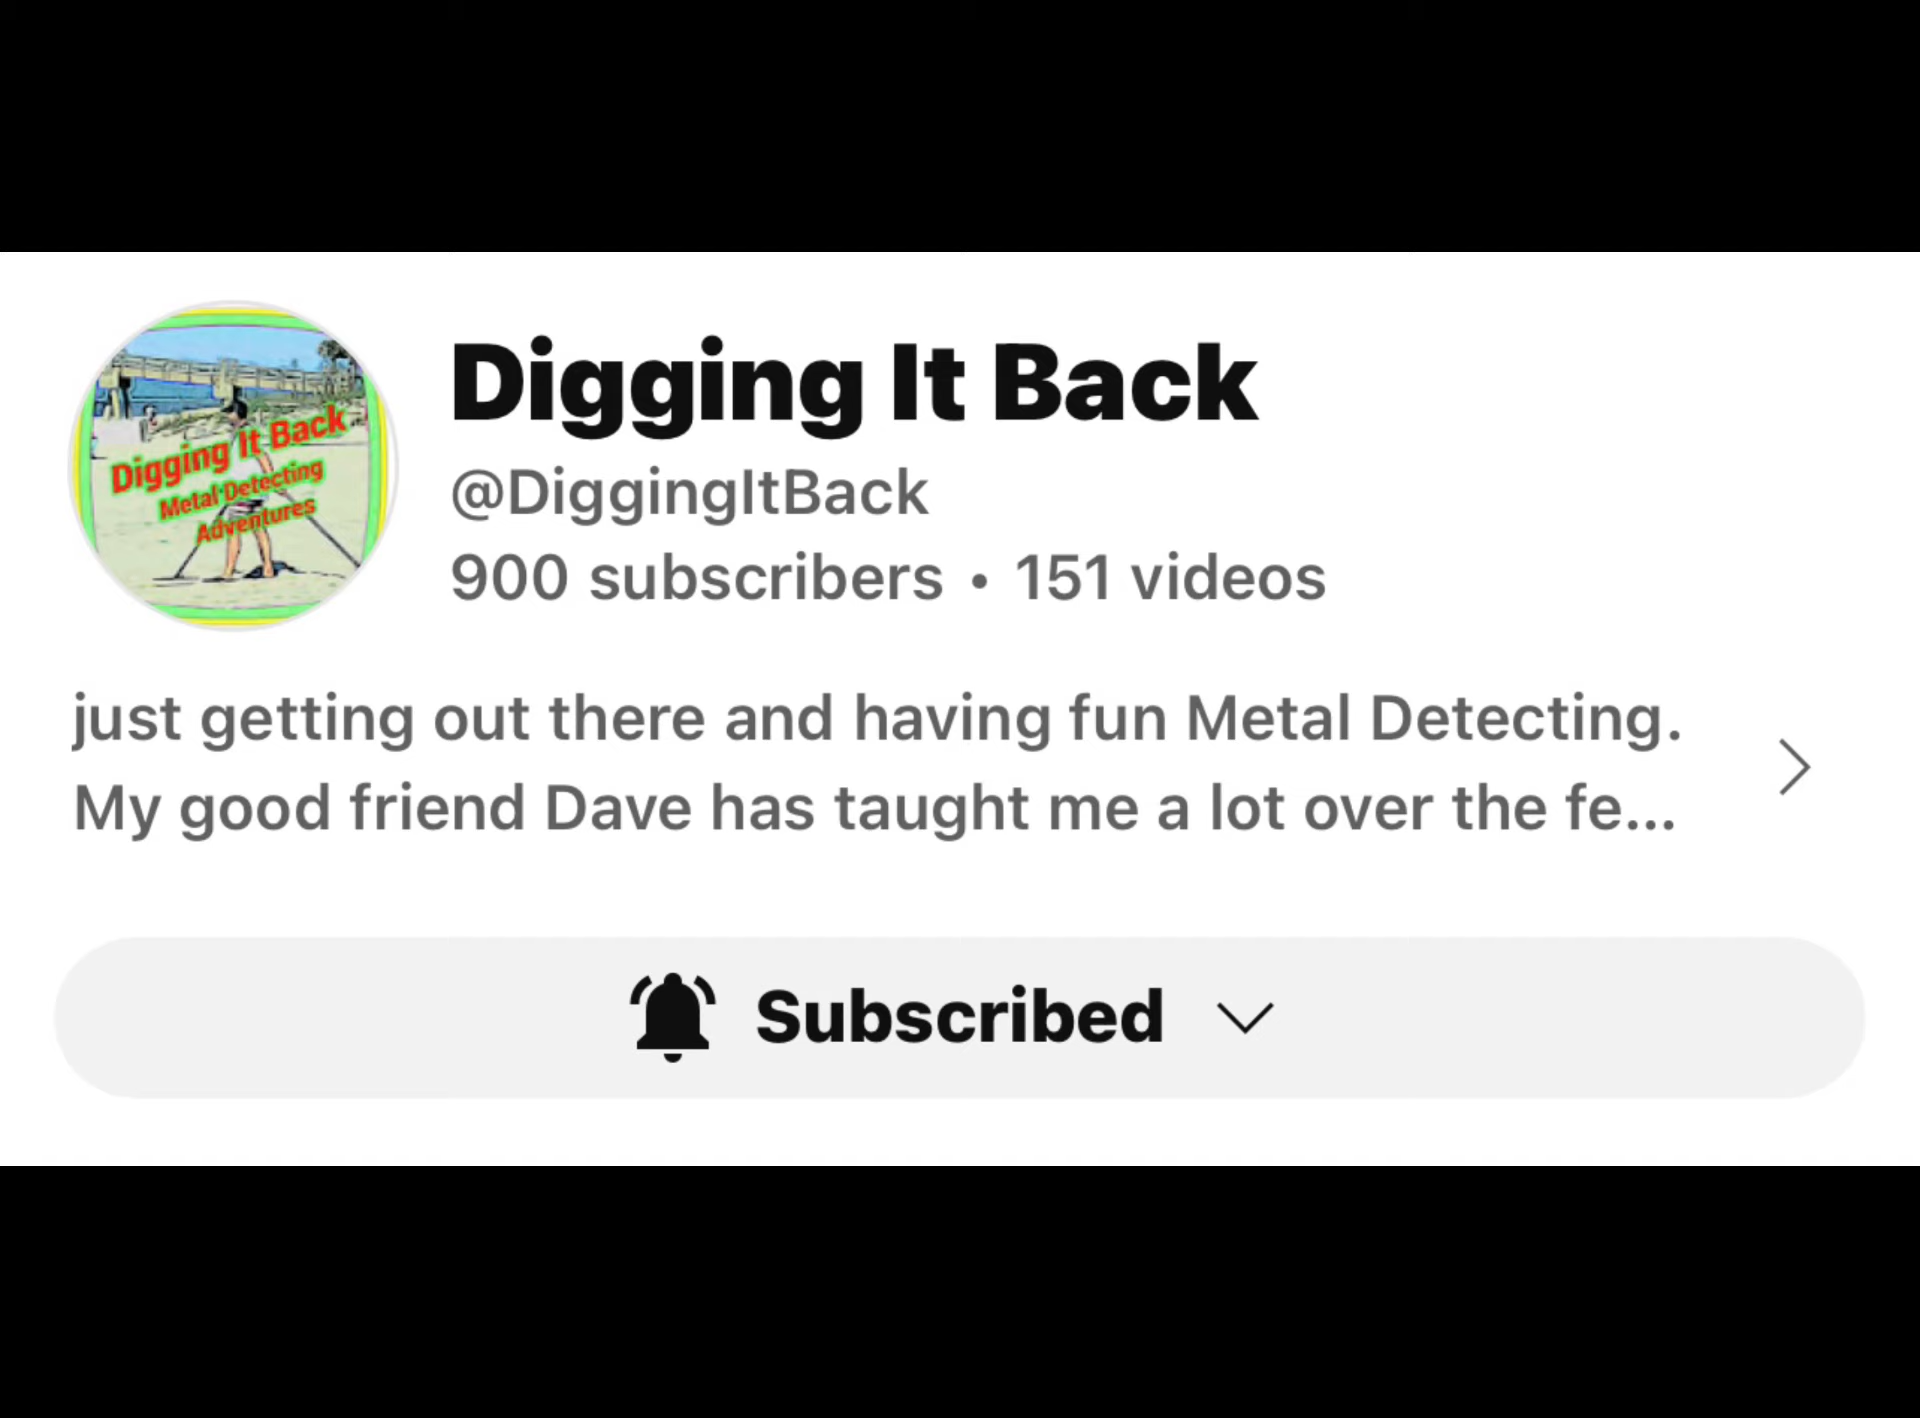 Digging It Back
Metal Detecting
Adventures
Digging It Back
@DiggingItBack
900 subscribers • 151 videos
just getting out there and having fun Metal Detecting.
My good friend Dave has taught me a lot over the fe...
Subscribed